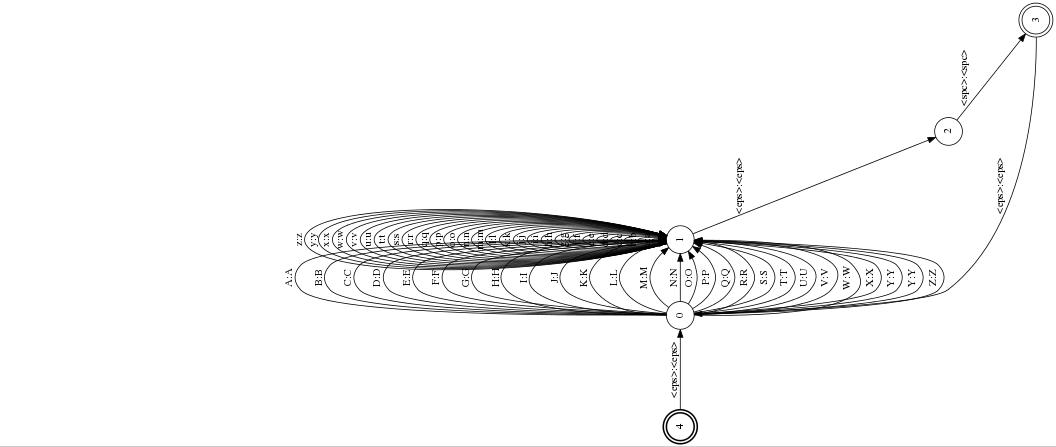 3
<spc>:<spc>
2
<eps>:<eps>
<eps>:<eps>
z:z
y:y
x:x
w:w
v:v
u:u
t:t
s:s
r:r
q:q
p:p
o:o
1
A:A
B:B
C:C
D:D
E:E
F:F
G:G
H:H
I:I
J:J
K:K
L:L
M:M
N:N
O:O
P:P
Q:Q
R:R
S:S
T:T
U:U
V:V
W:W
X:X
Y:Y
Y:Y
Z:Z
0
<eps>:<eps>
4